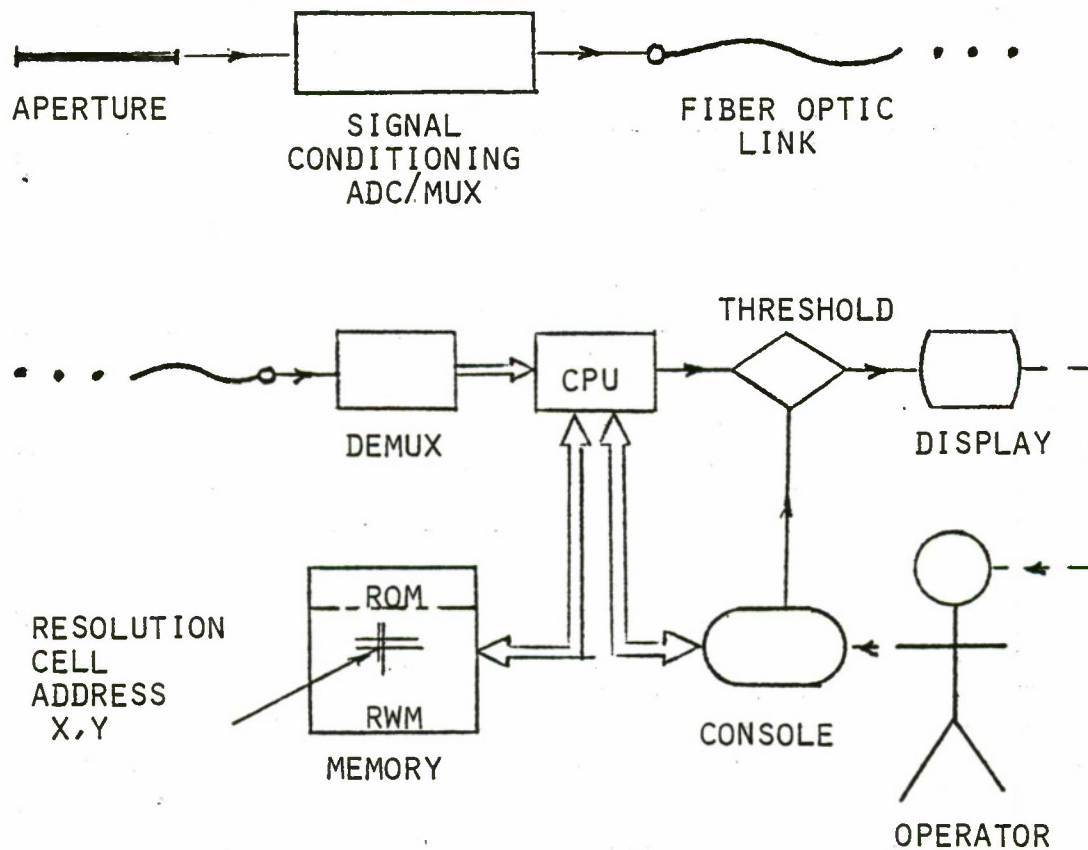 APERTURE
SIGNAL
CONDITIONING
ADC/MUX
FIBER OPTIC
LINK
THRESHOLD
CPU
DEMUX
DISPLAY
ROM
RESOLUTION
CELL
ADDRESS
X,Y
RWM
MEMORY
CONSOLE
OPERATOR